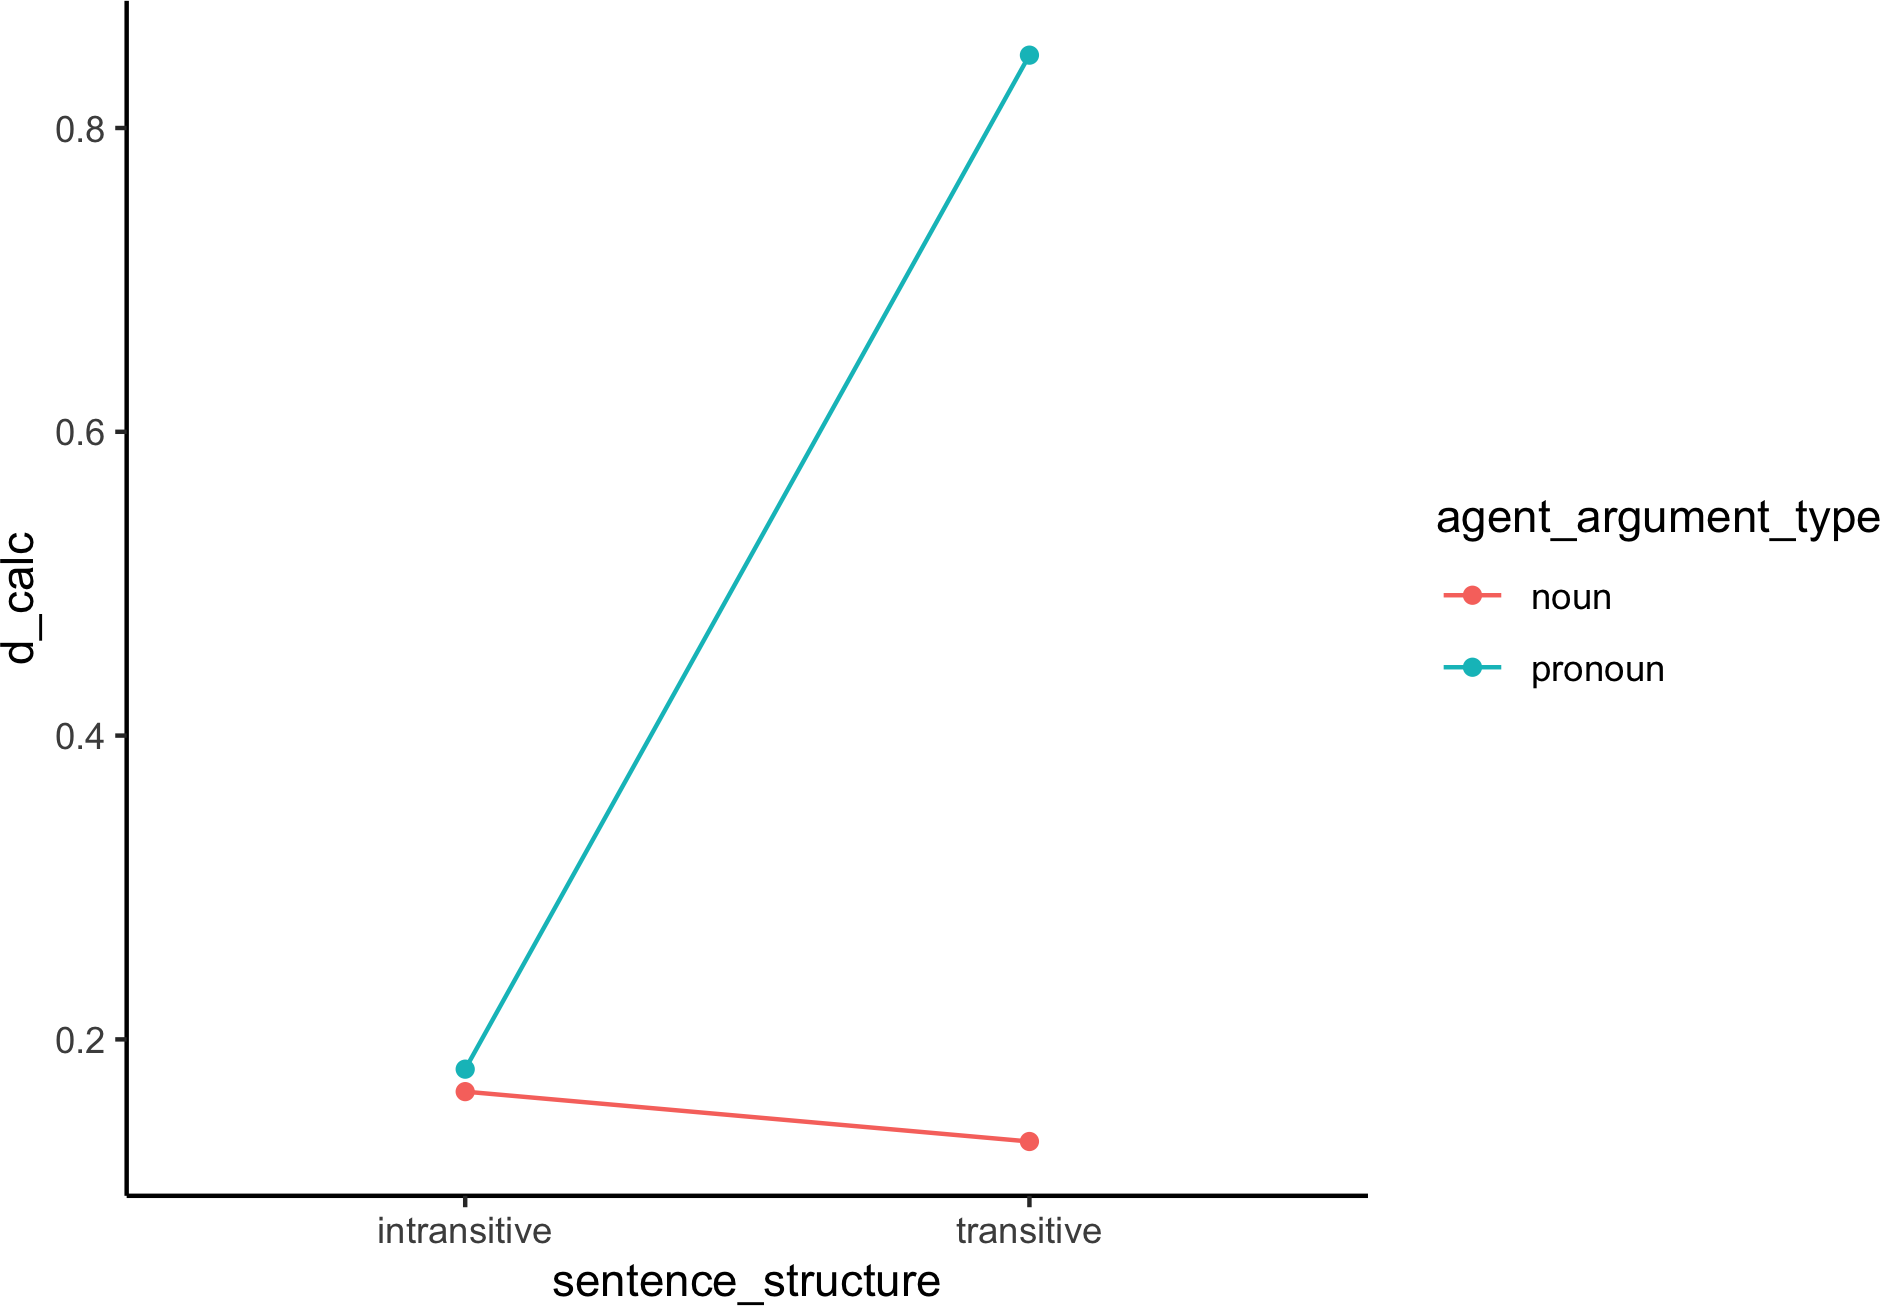 0.8
0.6
0.4
0.2
d_calc
intransitive
transitive
sentence_structure
agent_argument_type
noun
pronoun